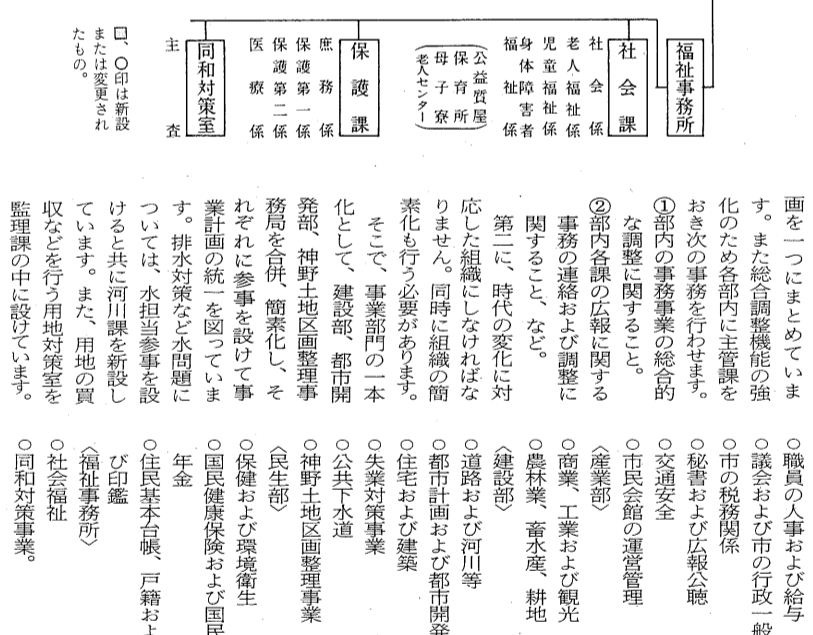 福祉事務所
社会課
社会係
老人福祉係
児童福祉係
身体障害者
福祉係
公益質屋
保育所
母子寮
老人センター
保護課
庶務係
保護第一係
保護第二係
医療係
同和対策室
主査
□、○印は新設
または変更され
たもの。
画を一つにまとめていま
す。また総合調整機能の強
化のため各部内に主管課を
おき次の事務を行わせます。
①部内の事務事業の総合的
な調整に関すること。
②部内各課の広報に関する
事務の連絡および調整に
関すること、など。
第二に、時代の変化に対
応した組織にしなければな
りません。同時に組織の簡
素化も行う必要があります。
そこで、事業部門の一本
化として、建設部、都市開
発部、神野土地区画整理事
務局を合併、簡素化し、そ
れぞれに参事を設けて事
業計画の統一を図っていま
す。排水対策など水問題に
ついては、水担当参事を設
けると共に河川課を新設し
ています。また、用地の買
収などを行う用地対策室を
監理課の中に設けています。
○職員の人事および給与
○議会および市の行政一般
○市の税務関係
○秘書および広報公聴
○交通安全
○市民会館の運営管理
〈産業部〉
○商業、工業および観光
○農林業、畜水産、耕地
〈建設部〉
○道路および河川等
○都市計画および都市開発
○住宅および建築
○失業対策事業
○公共下水道
○神野土地区画整理事業
〈民生部〉
○保健および環境衛生
○国民健康保険および国民
年金
○住民基本台帳、戸籍およ
び印鑑
〈福祉事務所〉
○社会福祉
○同和対策事業。